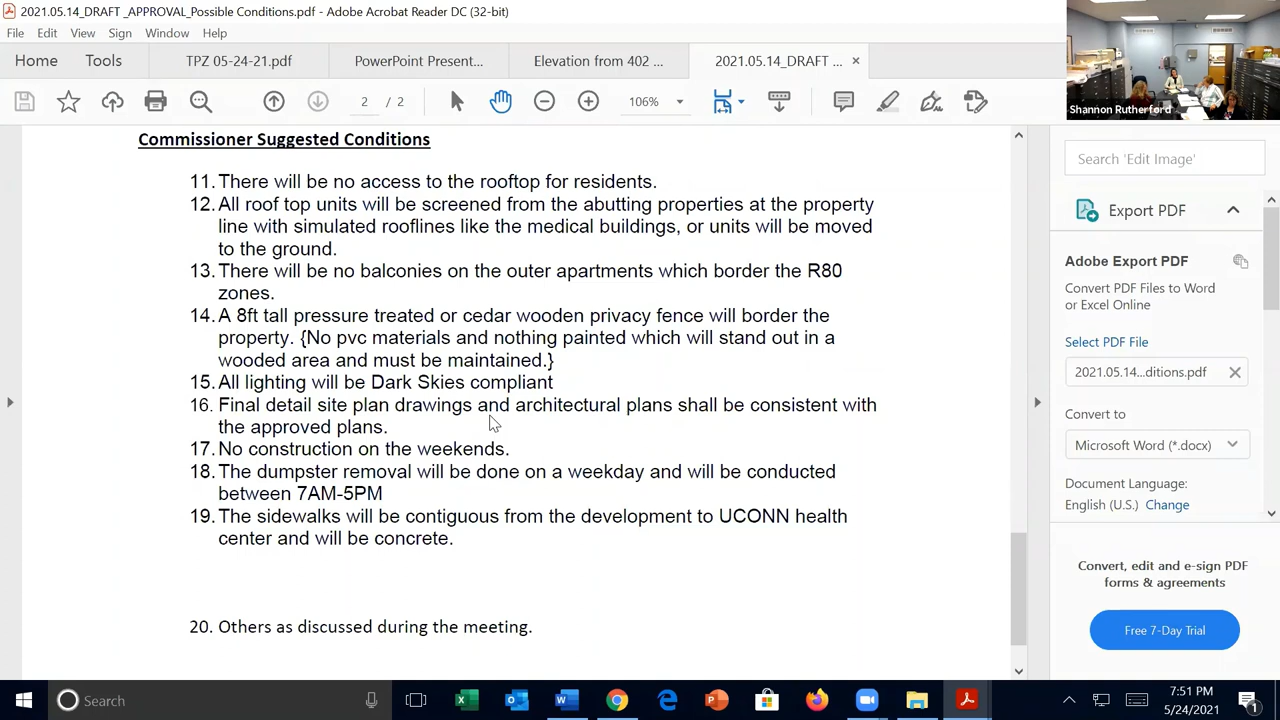 2021.05.14_DRAFT _APPROVAL_Possible Conditions.pdf - Adobe Acrobat Reader DC (32-bit)
File Edit View Sign Window Help
Home Tools TPZ 05-24-21.pdf PowerPoint Present... Elevation from 402 ... 2021.05.14_DRAFT ... ×
2 / 2 106%
Shannon Rutherford
Commissioner Suggested Conditions
11. There will be no access to the rooftop for residents.
12. All roof top units will be screened from the abutting properties at the property
line with simulated rooflines like the medical buildings, or units will be moved
to the ground.
13. There will be no balconies on the outer apartments which border the R80
zones.
14. A 8ft tall pressure treated or cedar wooden privacy fence will border the
property. {No pvc materials and nothing painted which will stand out in a
wooded area and must be maintained.}
15. All lighting will be Dark Skies compliant
16. Final detail site plan drawings and architectural plans shall be consistent with
the approved plans.
17. No construction on the weekends.
18. The dumpster removal will be done on a weekday and will be conducted
between 7AM-5PM
19. The sidewalks will be contiguous from the development to UCONN health
center and will be concrete.
20. Others as discussed during the meeting.
Search 'Edit Image'
Export PDF
Adobe Export PDF
Convert PDF Files to Word
or Excel Online
Select PDF File
2021.05.14...ditions.pdf ×
Convert to
Microsoft Word (*.docx)
Document Language:
English (U.S.) Change
Convert, edit and e-sign PDF
forms & agreements
Free 7-Day Trial
Search
7:51 PM
5/24/2021
1